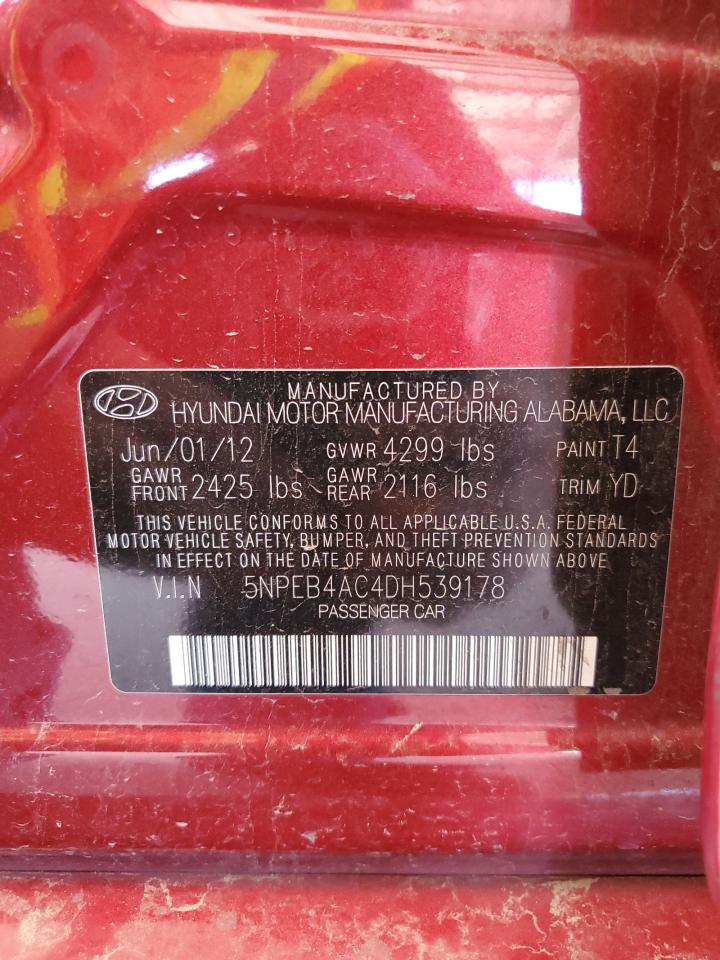 MANUFACTURED BY
HYUNDAI MOTOR MANUFACTURING ALABAMA, LLC
Jun/01/12 GVWR 4299 lbs PAINT T4
GAWR FRONT 2425 lbs GAWR REAR 2116 lbs TRIM YD
THIS VEHICLE CONFORMS TO ALL APPLICABLE U.S.A. FEDERAL
MOTOR VEHICLE SAFETY, BUMPER, AND THEFT PREVENTION STANDARDS
IN EFFECT ON THE DATE OF MANUFACTURE SHOWN ABOVE
V.I.N 5NPEB4AC4DH539178
PASSENGER CAR